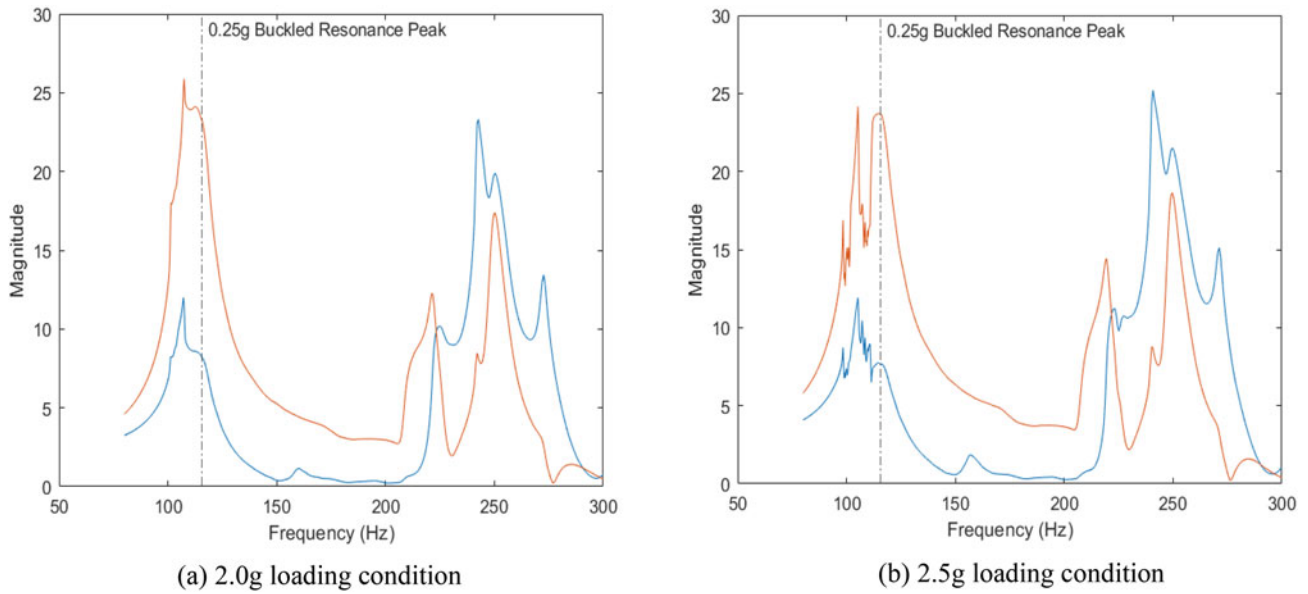 30
25
20
15
10
5
0
Magnitude
0.25g Buckled Resonance Peak
50 100 150 200 250 300
Frequency (Hz)
(a) 2.0g loading condition
30
25
20
15
10
5
0
Magnitude
0.25g Buckled Resonance Peak
50 100 150 200 250 300
Frequency (Hz)
(b) 2.5g loading condition